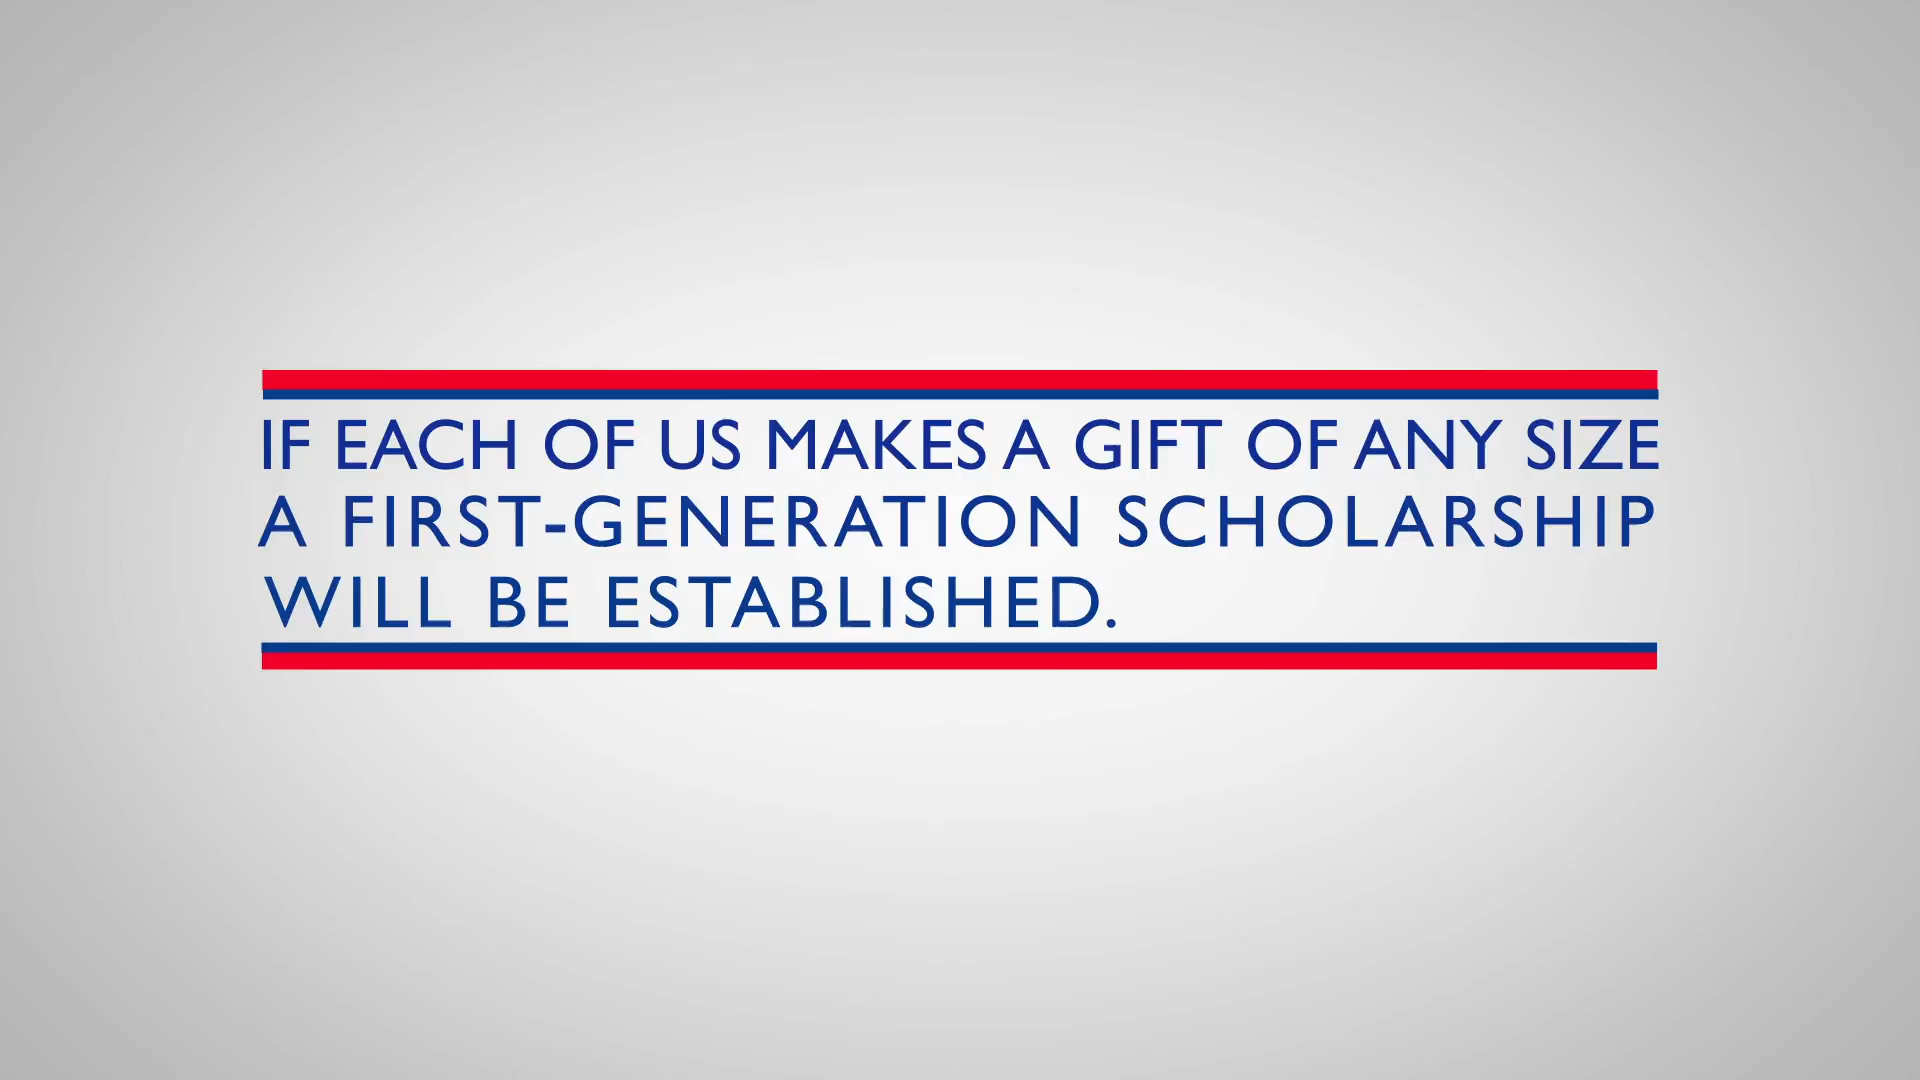 IF EACH OF US MAKES A GIFT OF ANY SIZE
A FIRST-GENERATION SCHOLARSHIP
WILL BE ESTABLISHED.